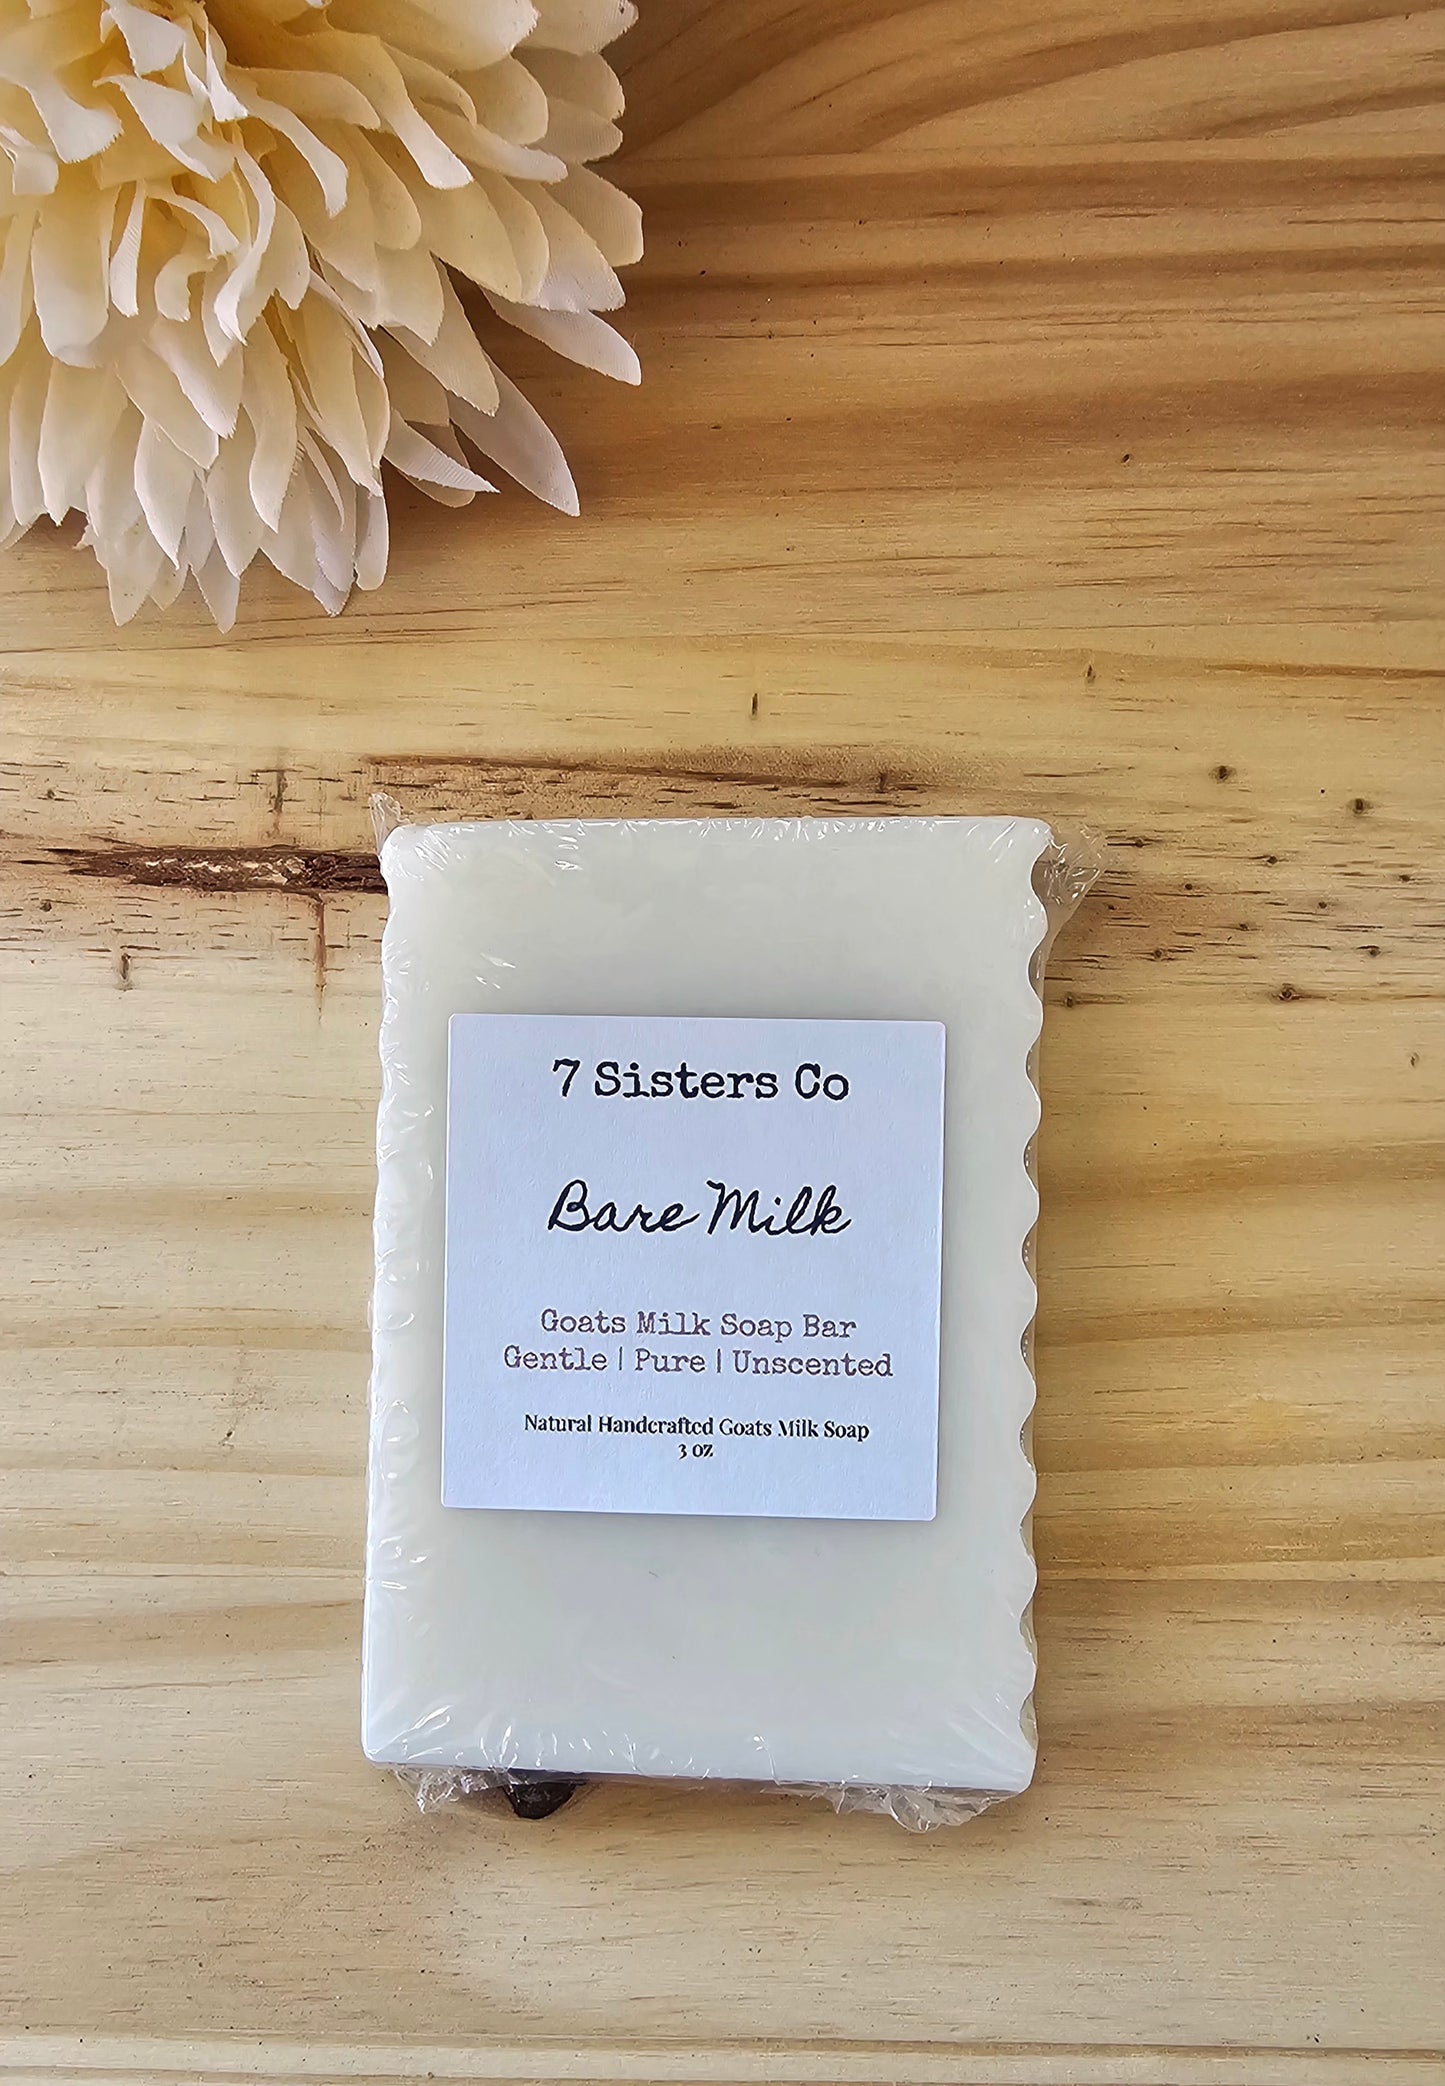 7 Sisters Co
Bare Milk
Goats Milk Soap Bar
Gentle | Pure | Unscented
Natural Handcrafted Goats Milk Soap
3 oz